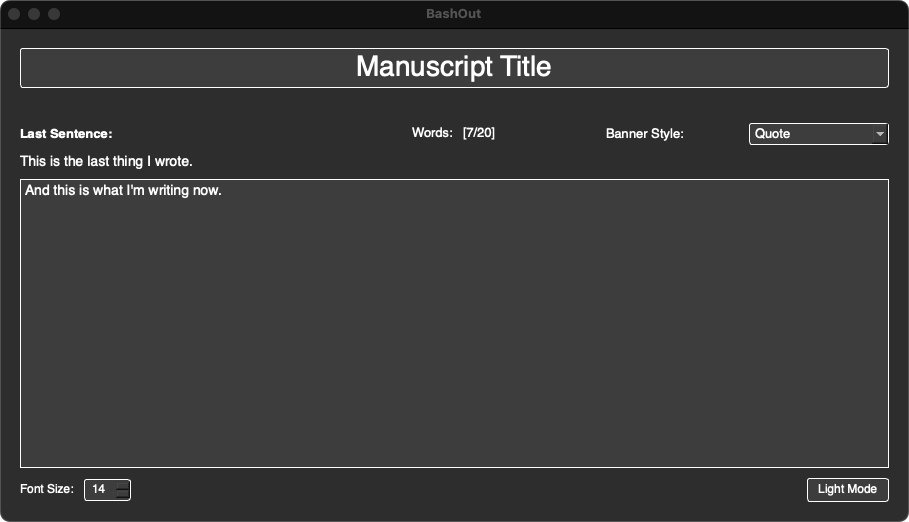 BashOut
Manuscript Title
Last Sentence: Words: [7/20] Banner Style: Quote
This is the last thing I wrote.
And this is what I'm writing now.
Font Size: 14 Light Mode